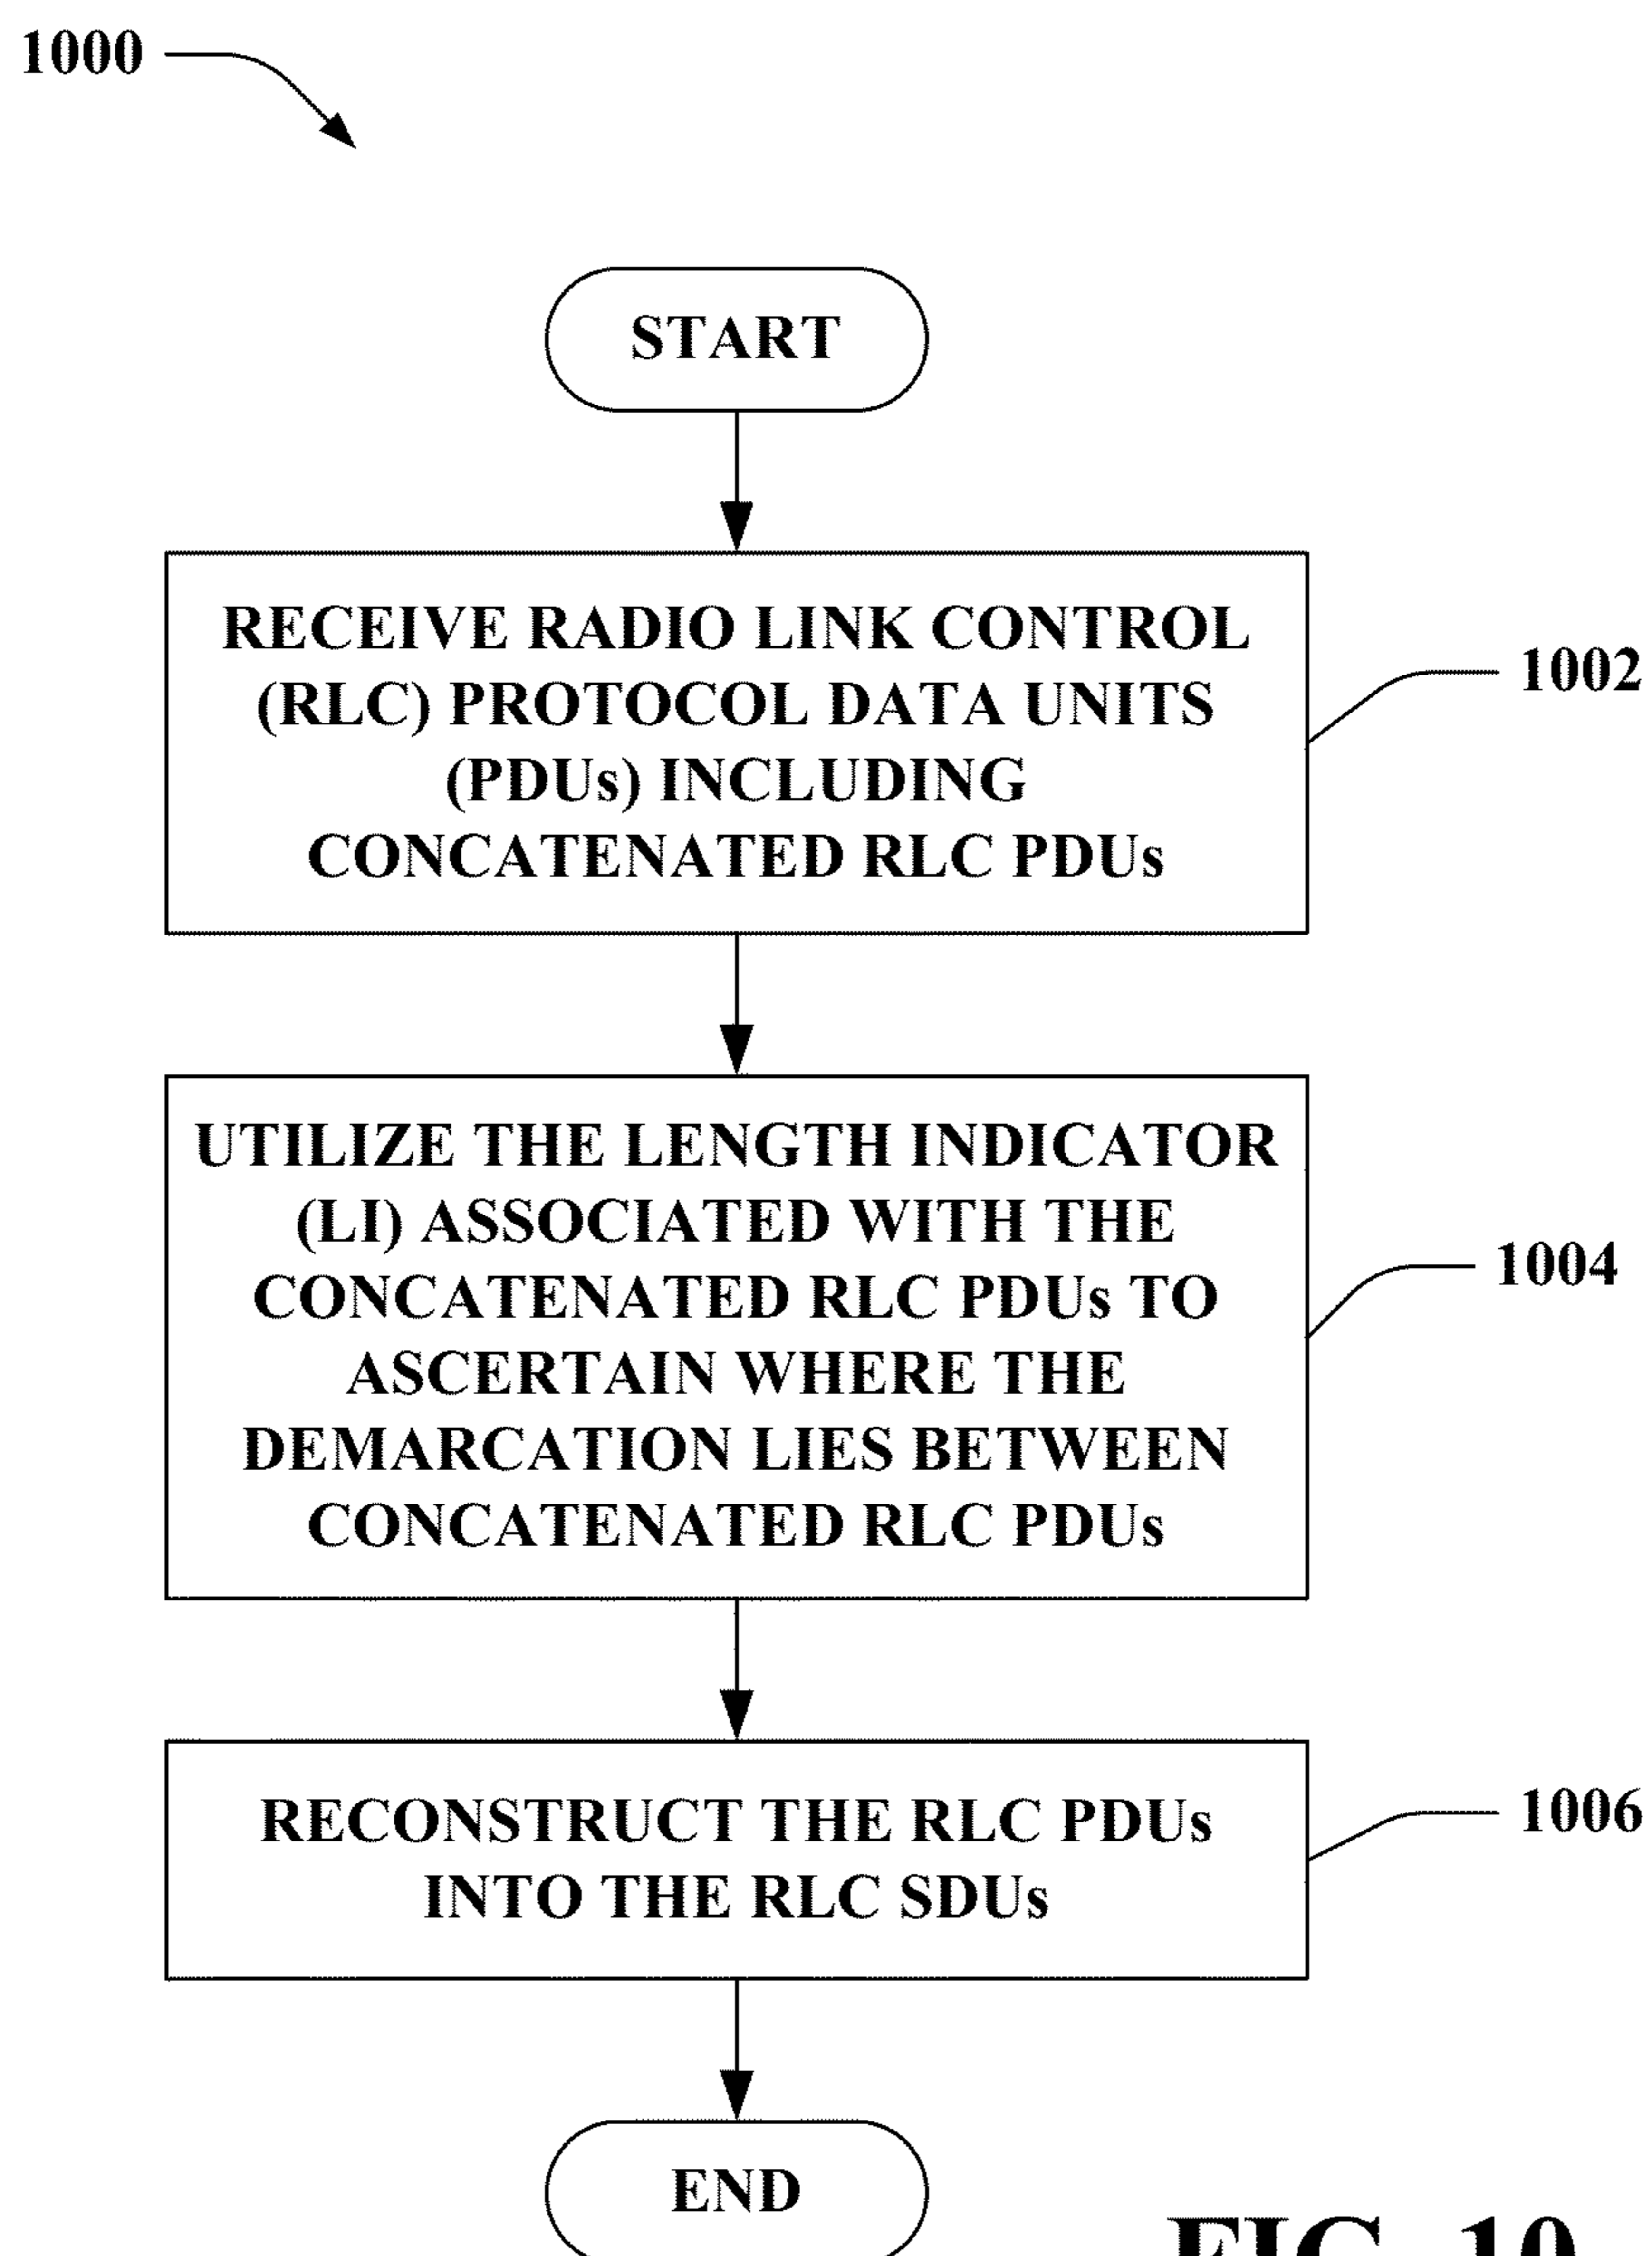 1000
START
RECEIVE RADIO LINK CONTROL
(RLC) PROTOCOL DATA UNITS
(PDUs) INCLUDING
CONCATENATED RLC PDUs
1002
UTILIZE THE LENGTH INDICATOR
(LI) ASSOCIATED WITH THE
CONCATENATED RLC PDUs TO
ASCERTAIN WHERE THE
DEMARCATION LIES BETWEEN
CONCATENATED RLC PDUs
1004
RECONSTRUCT THE RLC PDUs
INTO THE RLC SDUs
1006
END
FIG. 10